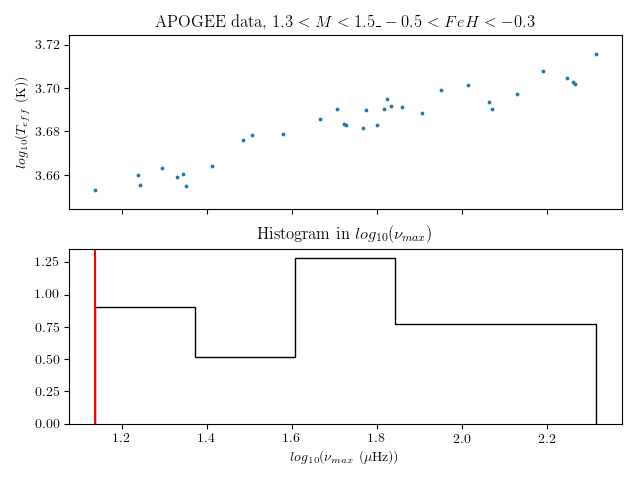 APOGEE data, 1.3 < M < 1.5_ − 0.5 < FeH < −0.3
3.72
3.70
3.68
3.66
log10(Teff (K))
Histogram in log10(νmax)
1.25
1.00
0.75
0.50
0.25
0.00
1.2 1.4 1.6 1.8 2.0 2.2
log10(νmax (μHz))